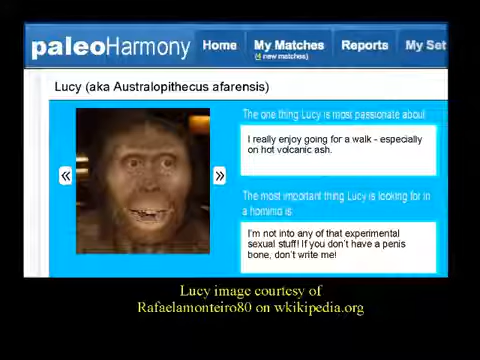 paleoHarmony
Home
My Matches
(4 new matches)
Reports
My Set
Lucy (aka Australopithecus afarensis)
The one thing Lucy is most passionate about
I really enjoy going for a walk - especially
on hot volcanic ash.
The most important thing Lucy is looking for in
a hominid is
I'm not into any of that experimental
sexual stuff! If you don't have a penis
bone, don't write me!
Lucy image courtesy of
Rafaelamonteiro80 on wkikipedia.org